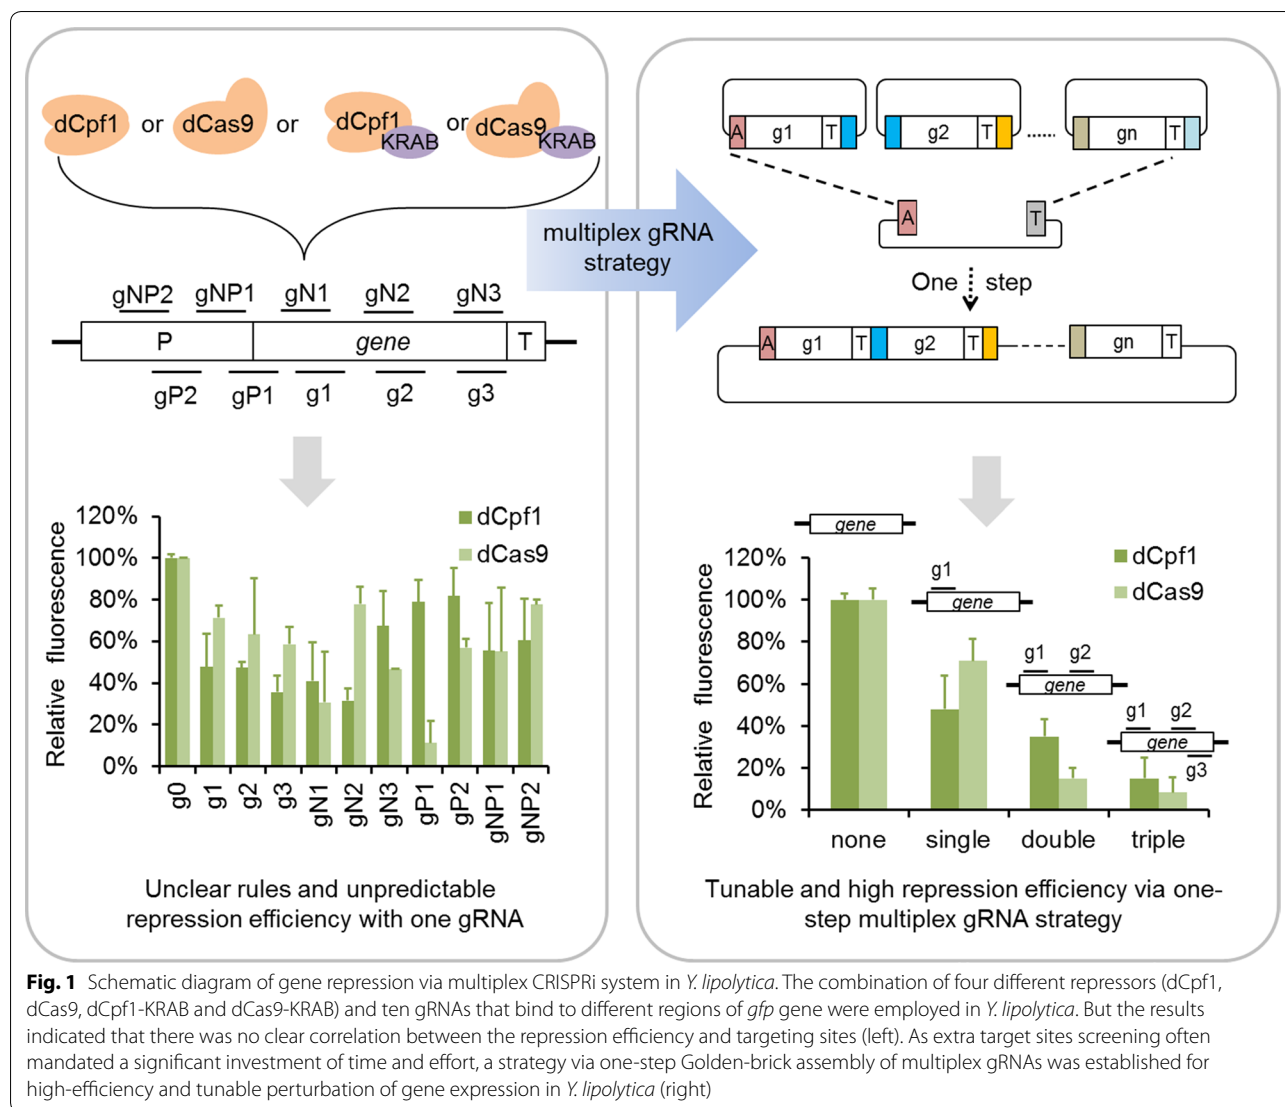 dCpf1 or dCas9 or dCpf1 KRAB or dCas9 KRAB
gNP2 gNP1 gN1 gN2 gN3
P gene T
gP2 gP1 g1 g2 g3
120%
100%
80%
60%
40%
20%
0%
Relative fluorescence
dCpf1
dCas9
g0 g1 g2 g3 gN1 gN2 gN3 gP1 gP2 gNP1 gNP2
Unclear rules and unpredictable
repression efficiency with one gRNA
multiplex gRNA
strategy
A g1 T g2 T gn T
A T
One step
A g1 T g2 T gn T
gene
120%
100%
80%
60%
40%
20%
0%
Relative fluorescence
dCpf1
dCas9
g1
gene
g1 g2
gene
g1 g2
gene
g3
none single double triple
Tunable and high repression efficiency via one-
step multiplex gRNA strategy
Fig. 1 Schematic diagram of gene repression via multiplex CRISPRi system in Y. lipolytica. The combination of four different repressors (dCpf1,
dCas9, dCpf1-KRAB and dCas9-KRAB) and ten gRNAs that bind to different regions of gfp gene were employed in Y. lipolytica. But the results
indicated that there was no clear correlation between the repression efficiency and targeting sites (left). As extra target sites screening often
mandated a significant investment of time and effort, a strategy via one-step Golden-brick assembly of multiplex gRNAs was established for
high-efficiency and tunable perturbation of gene expression in Y. lipolytica (right)